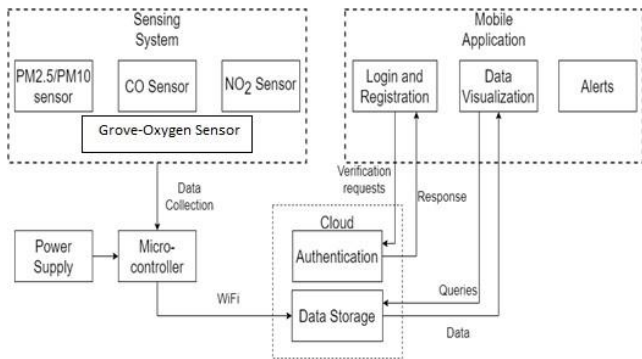 Sensing
System
PM2.5/PM10
sensor
CO Sensor
NO2 Sensor
Grove-Oxygen Sensor
Mobile
Application
Login and
Registration
Data
Visualization
Alerts
Data
Collection
Verification
requests
Response
Power
Supply
Micro-
controller
WiFi
Cloud
Authentication
Data Storage
Queries
Data